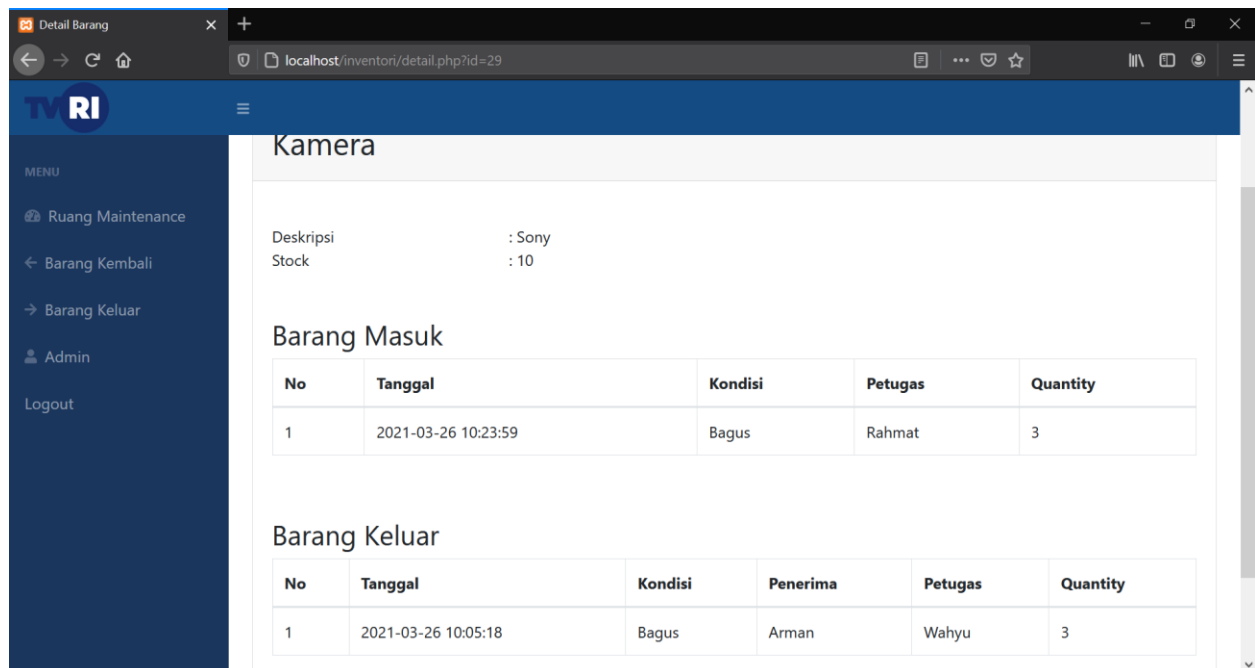 Detail Barang
localhost/inventori/detail.php?id=29
TVRI
MENU
Ruang Maintenance
Barang Kembali
Barang Keluar
Admin
Logout
Kamera
Deskripsi : Sony
Stock : 10
Barang Masuk
No Tanggal Kondisi Petugas Quantity
1 2021-03-26 10:23:59 Bagus Rahmat 3
Barang Keluar
No Tanggal Kondisi Penerima Petugas Quantity
1 2021-03-26 10:05:18 Bagus Arman Wahyu 3